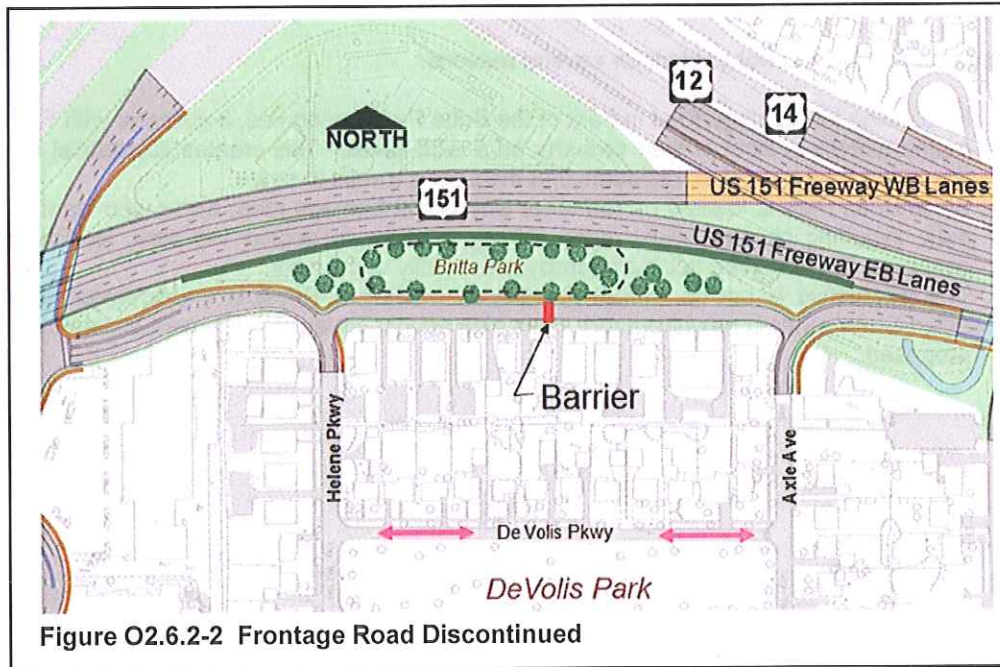 12
14
NORTH
US 151 Freeway WB Lanes
151
US 151 Freeway EB Lanes
Britta Park
Barrier
Helene Pkwy
Axle Ave
De Volis Pkwy
DeVolis Park
Figure O2.6.2-2 Frontage Road Discontinued